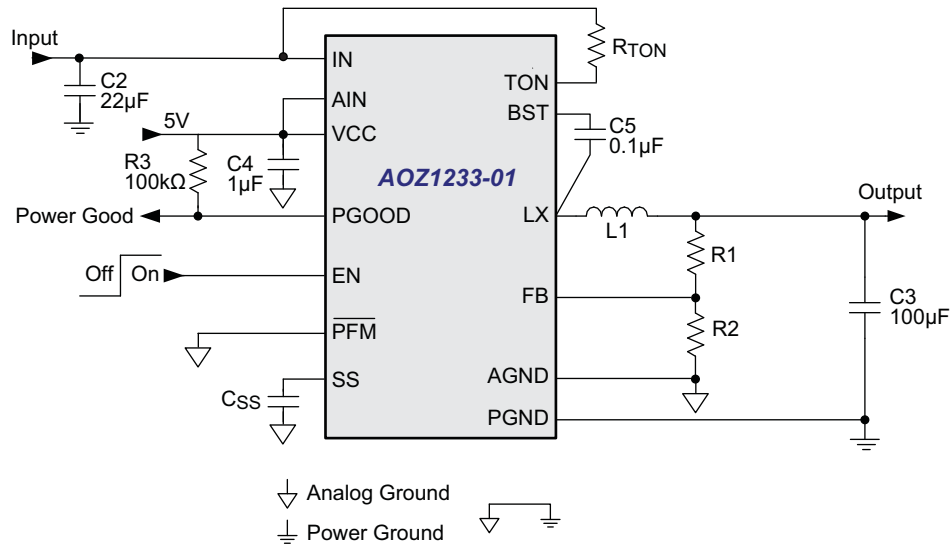 Input
C2
22µF
5V
R3
100kΩ
C4
1µF
Power Good
Off On
IN
AIN
VCC
PGOOD
EN
PFM
SS
CSS
AOZ1233-01
TON
BST
LX
FB
AGND
PGND
RTON
C5
0.1µF
L1
Output
R1
R2
C3
100µF
Analog Ground
Power Ground